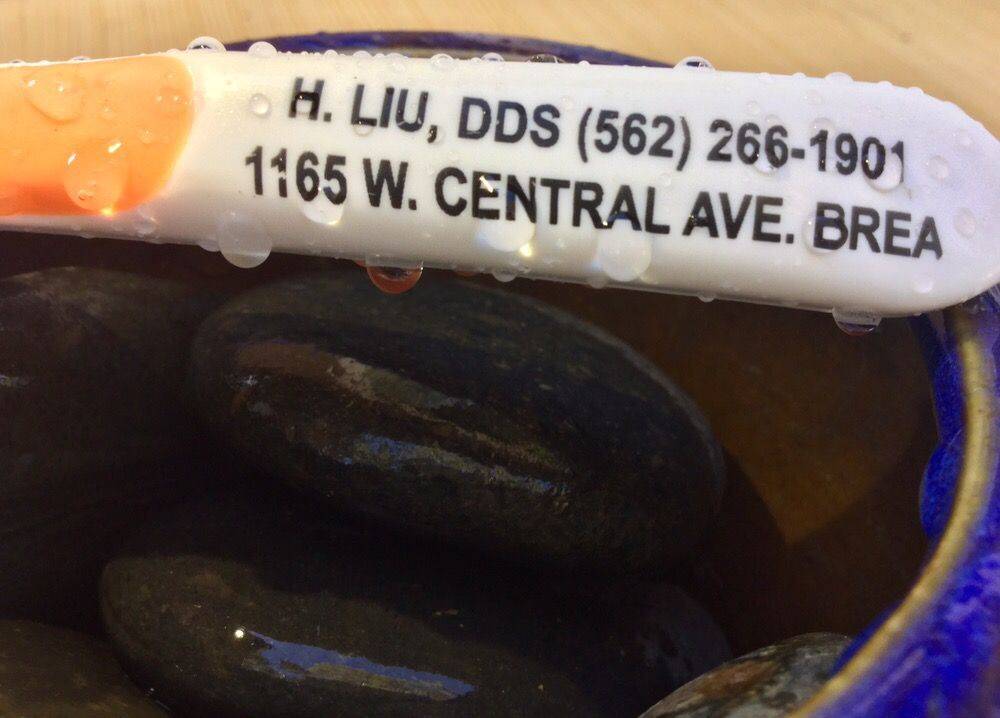 H. LIU, DDS (562) 266-1901
1165 W. CENTRAL AVE. BREA